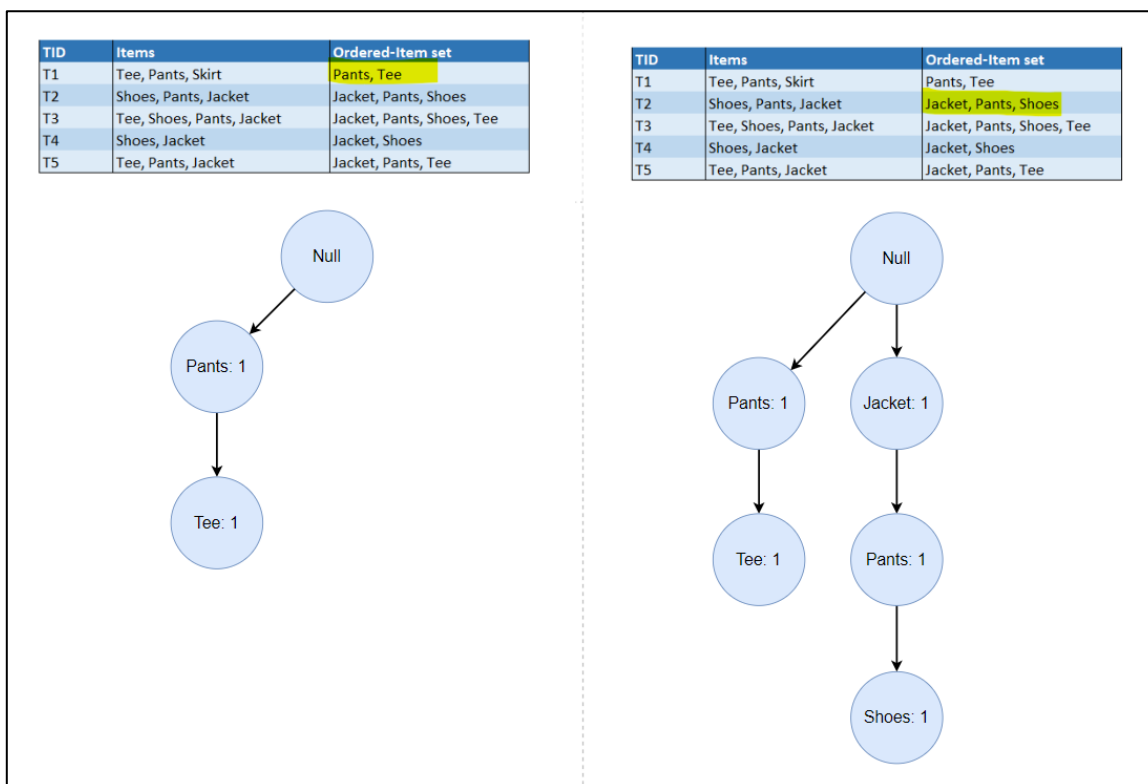 TID Items Ordered-Item set
T1 Tee, Pants, Skirt Pants, Tee
T2 Shoes, Pants, Jacket Jacket, Pants, Shoes
T3 Tee, Shoes, Pants, Jacket Jacket, Pants, Shoes, Tee
T4 Shoes, Jacket Jacket, Shoes
T5 Tee, Pants, Jacket Jacket, Pants, Tee
Null
Pants: 1
Tee: 1
TID Items Ordered-Item set
T1 Tee, Pants, Skirt Pants, Tee
T2 Shoes, Pants, Jacket Jacket, Pants, Shoes
T3 Tee, Shoes, Pants, Jacket Jacket, Pants, Shoes, Tee
T4 Shoes, Jacket Jacket, Shoes
T5 Tee, Pants, Jacket Jacket, Pants, Tee
Null
Pants: 1 Jacket: 1
Tee: 1 Pants: 1
Shoes: 1